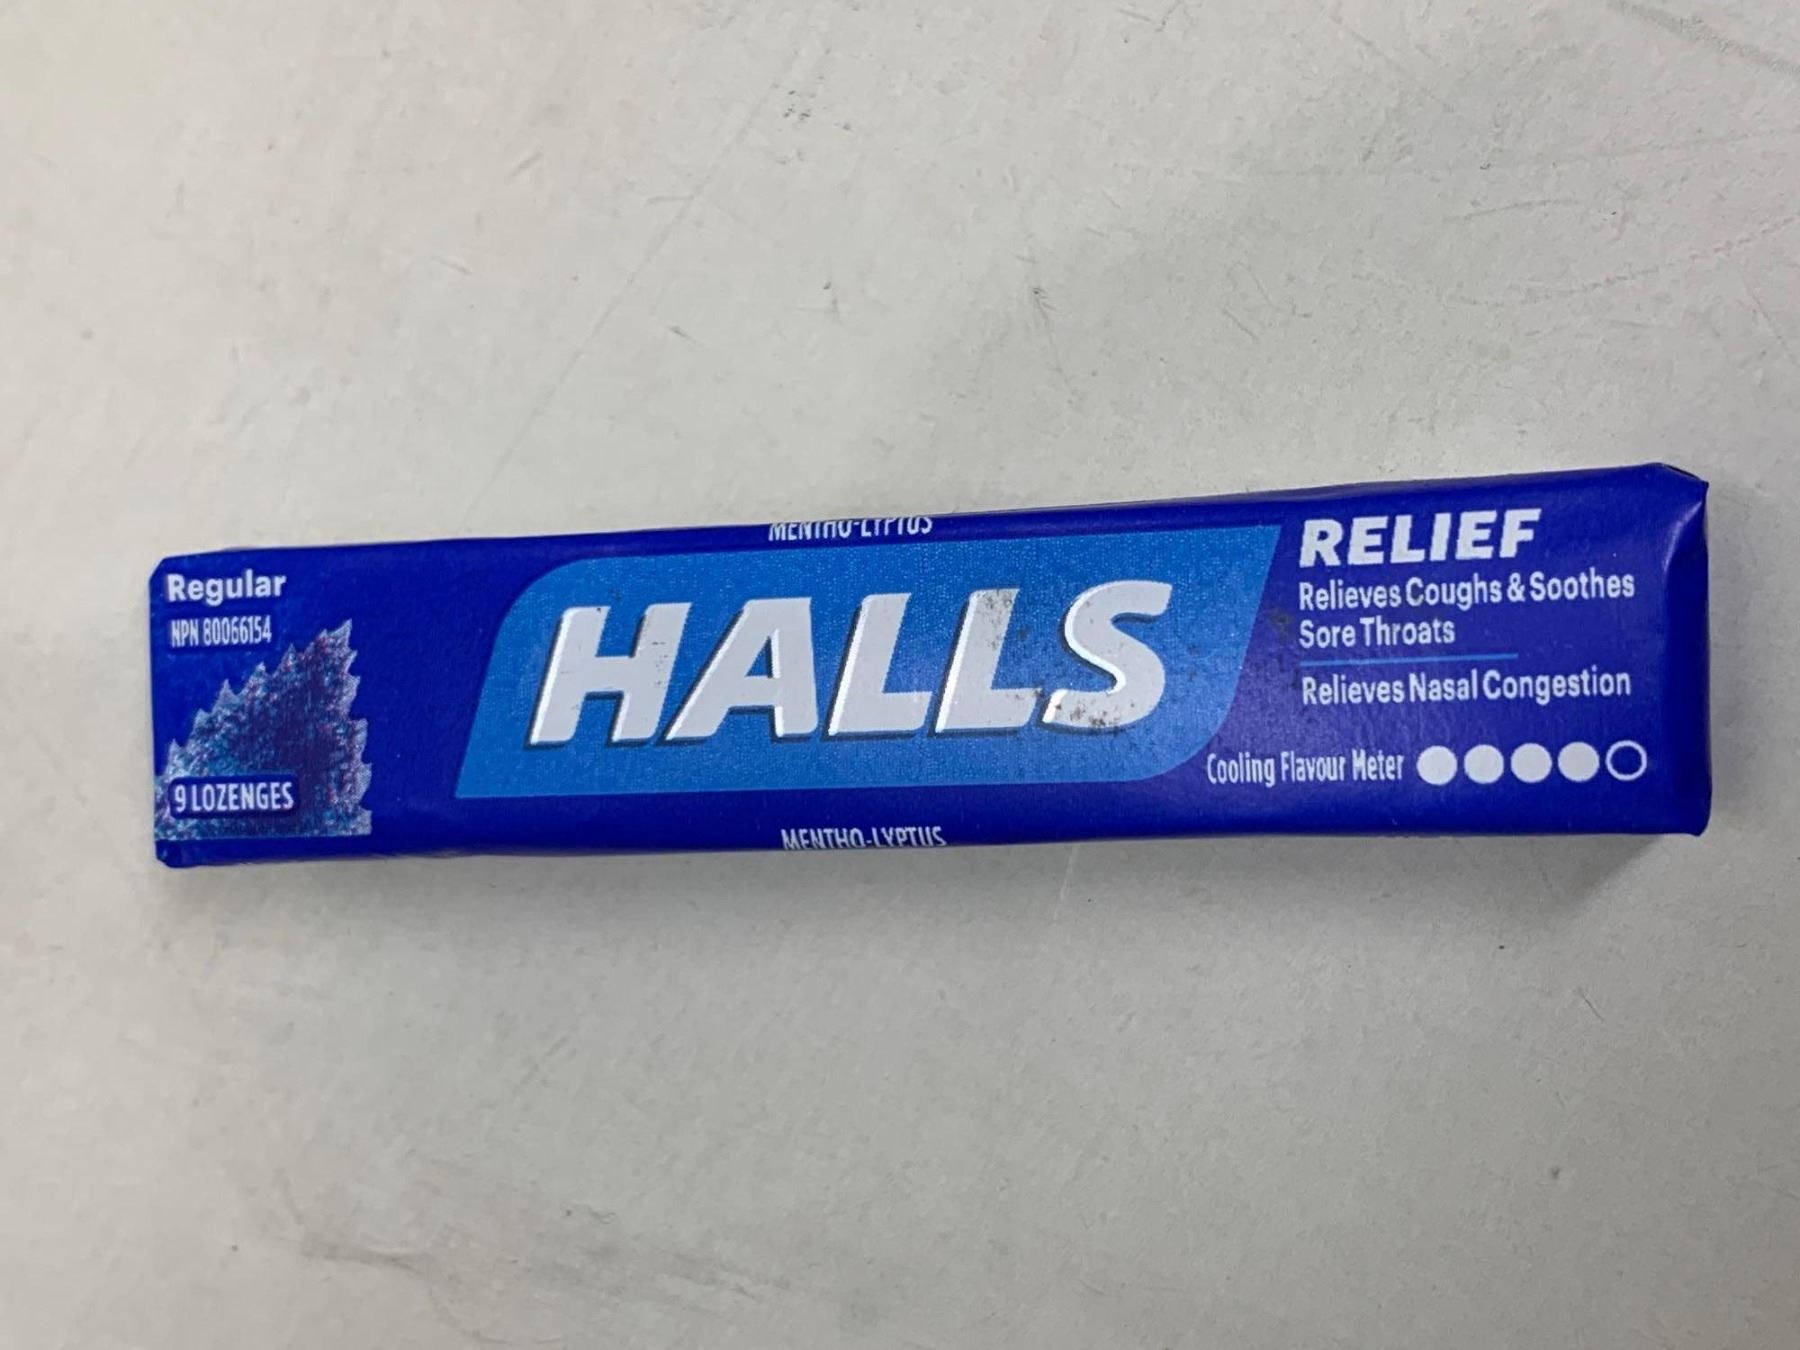 MENTHO-LYPTUS
Regular
NPN 80066154
9 LOZENGES
HALLS
RELIEF
Relieves Coughs & Soothes
Sore Throats
Relieves Nasal Congestion
Cooling Flavour Meter
MENTHO-LYPTUS